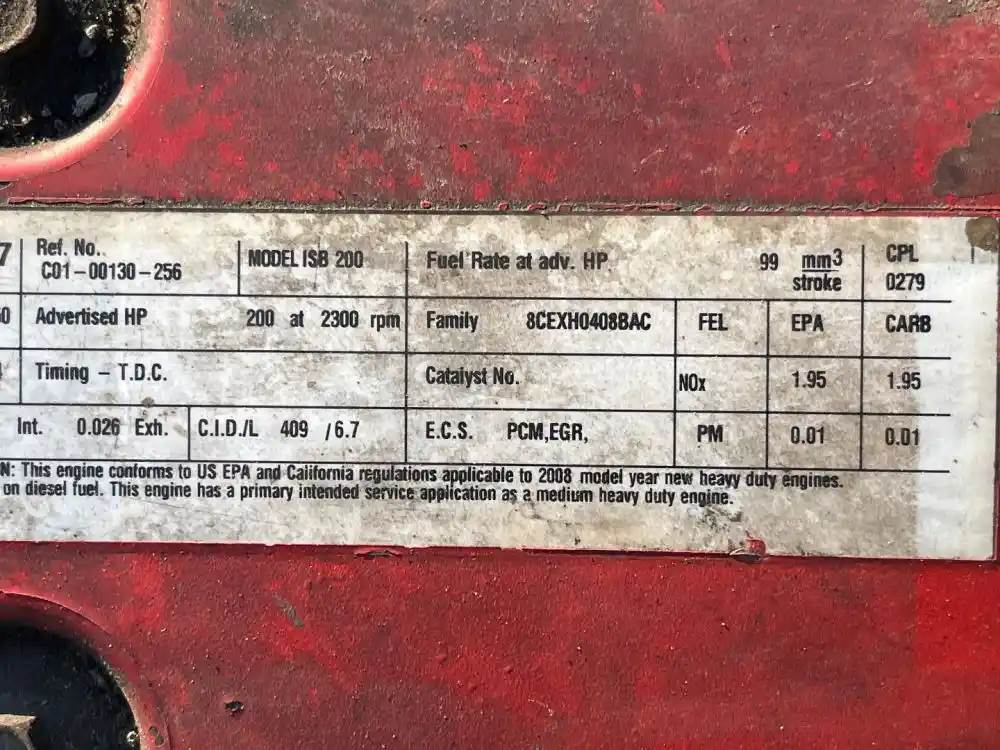 7 Ref. No.. MODEL ISB 200 Fuel Rate at adv. HP. 99 mm3 CPL
C01-00130-256 stroke 0279
0 Advertised HP 200 at 2300 rpm Family 8CEXH0408BAC FEL EPA CARB
Timing - T.D.C. Catalyst No. NOx 1.95 1.95
Int. 0.026 Exh. C.I.D./L 409 /6.7 E.C.S. PCM,EGR, PM 0.01 0.01
N: This engine conforms to US EPA and California regulations applicable to 2008 model year new heavy duty engines.
on diesel fuel. This engine has a primary intended service application as a medium heavy duty engine.